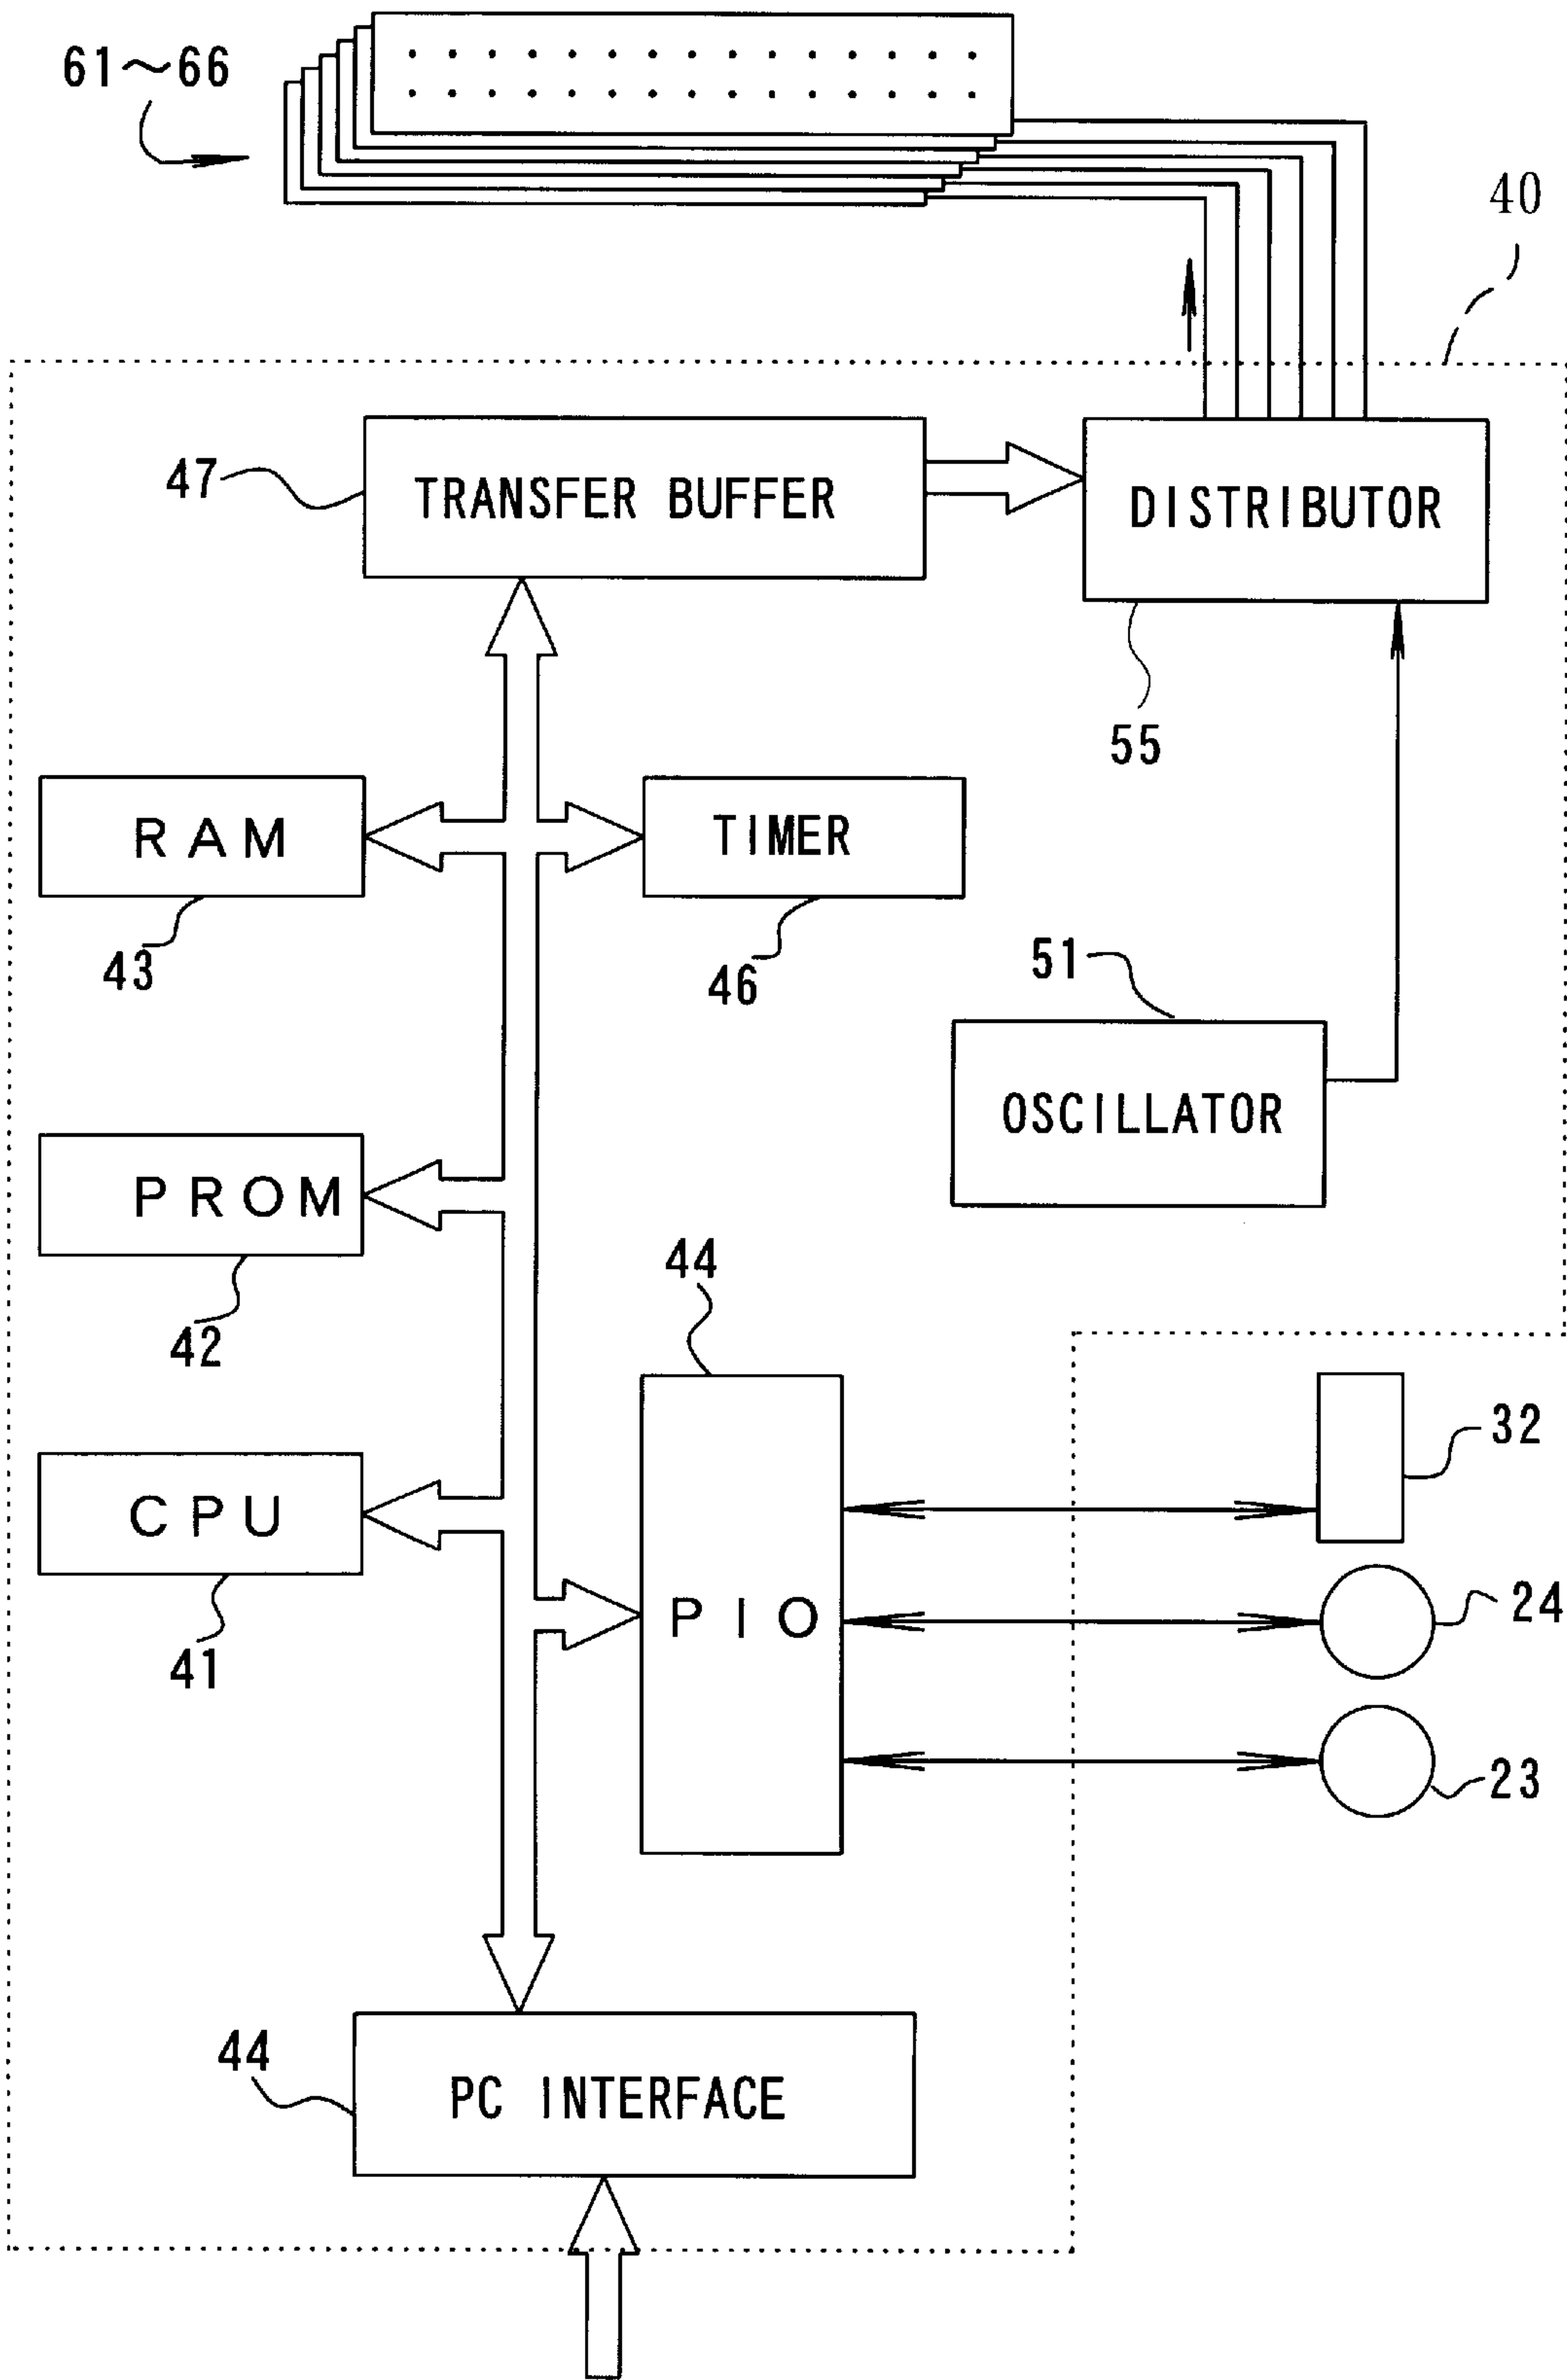 61~66
40
47
TRANSFER BUFFER
DISTRIBUTOR
55
RAM
TIMER
43
46
51
OSCILLATOR
PROM
42
44
32
CPU
PIO
24
41
23
44
PC INTERFACE